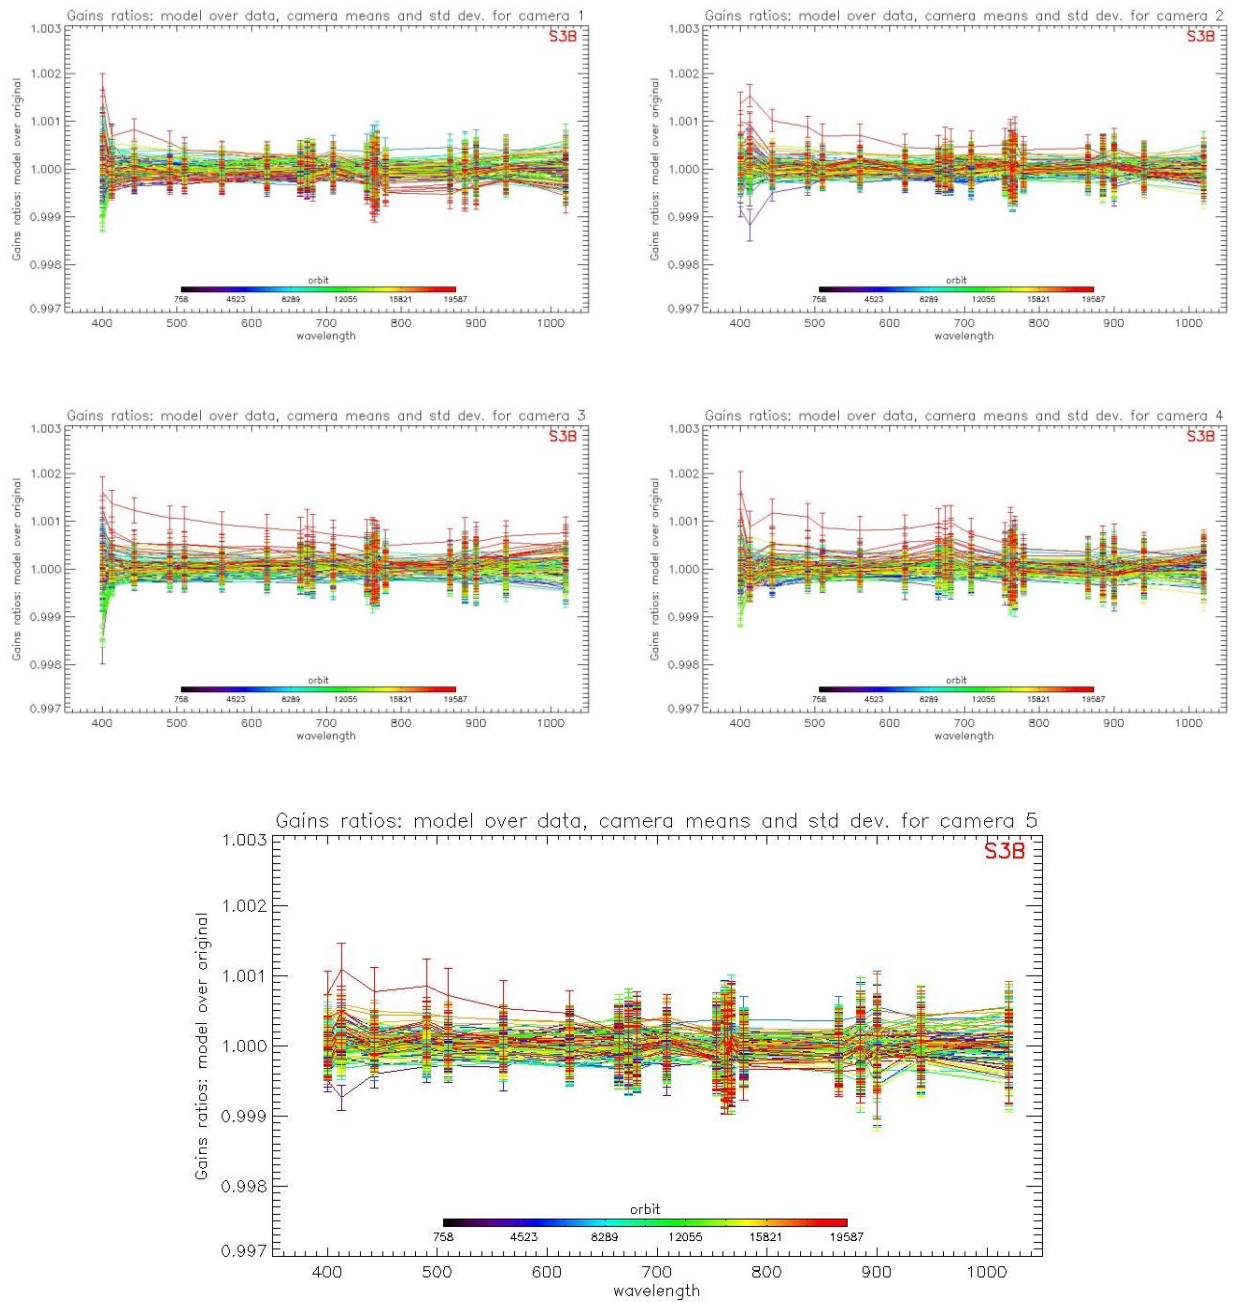 Gains ratios: model over data, camera means and std dev. for camera 1
S3B
1.003
1.002
1.001
1.000
0.999
0.998
0.997
Gains ratios: model over original
orbit
758 4523 8289 12055 15821 19587
400 500 600 700 800 900 1000
wavelength
Gains ratios: model over data, camera means and std dev. for camera 2
S3B
1.003
1.002
1.001
1.000
0.999
0.998
0.997
Gains ratios: model over original
orbit
758 4523 8289 12055 15821 19587
400 500 600 700 800 900 1000
wavelength
Gains ratios: model over data, camera means and std dev. for camera 3
S3B
1.003
1.002
1.001
1.000
0.999
0.998
0.997
Gains ratios: model over original
orbit
758 4523 8289 12055 15821 19587
400 500 600 700 800 900 1000
wavelength
Gains ratios: model over data, camera means and std dev. for camera 4
S3B
1.003
1.002
1.001
1.000
0.999
0.998
0.997
Gains ratios: model over original
orbit
758 4523 8289 12055 15821 19587
400 500 600 700 800 900 1000
wavelength
Gains ratios: model over data, camera means and std dev. for camera 5
S3B
1.003
1.002
1.001
1.000
0.999
0.998
0.997
Gains ratios: model over original
orbit
758 4523 8289 12055 15821 19587
400 500 600 700 800 900 1000
wavelength